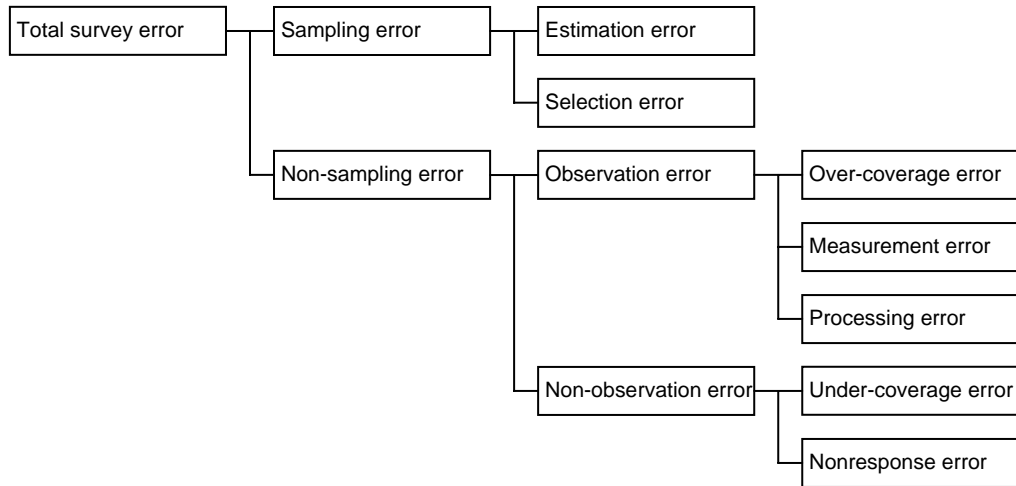 Total survey error
Sampling error
Estimation error
Selection error
Non-sampling error
Observation error
Over-coverage error
Measurement error
Processing error
Non-observation error
Under-coverage error
Nonresponse error